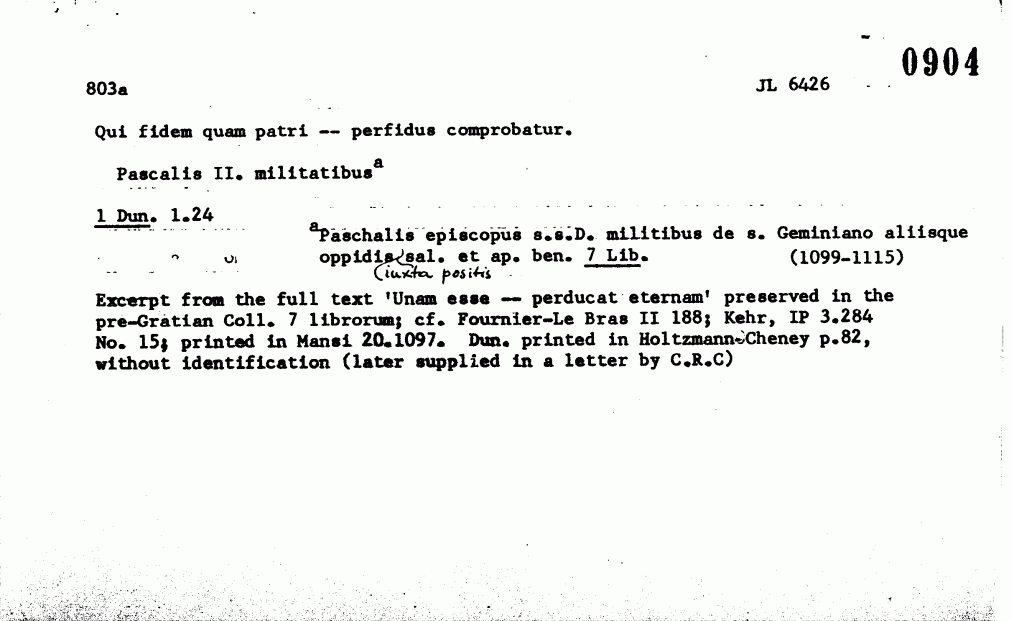 0904
803a JL 6426
Qui fidem quam patri -- perfidus comprobatur.
Pascalis II. militatibusa
1 Dun. 1.24
aPaschalis episcopus s.s.D. militibus de s. Geminiano aliisque
oppidis sal. et ap. ben. 7 Lib. (1099-1115)
iuxta positis
Excerpt from the full text 'Unam esse -- perducat eternam' preserved in the
pre-Gratian Coll. 7 librorum; cf. Fournier-Le Bras II 188; Kehr, IP 3.284
No. 15; printed in Mansi 20.1097. Dun. printed in Holtzmann-Cheney p.82,
without identification (later supplied in a letter by C.R.C)